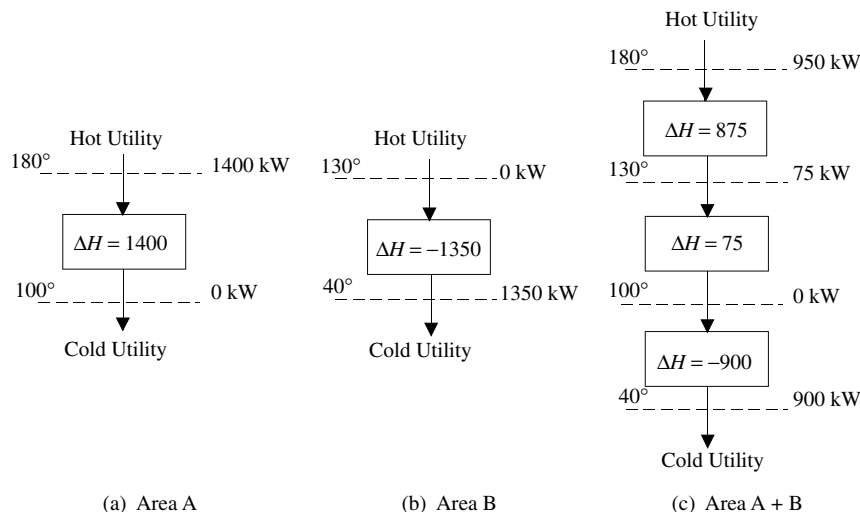 Hot Utility
180°
1400 kW
ΔH = 1400
100°
0 kW
Cold Utility
(a) Area A
Hot Utility
130°
0 kW
ΔH = −1350
40°
1350 kW
Cold Utility
(b) Area B
Hot Utility
180°
950 kW
ΔH = 875
130°
75 kW
ΔH = 75
100°
0 kW
ΔH = −900
40°
900 kW
Cold Utility
(c) Area A + B